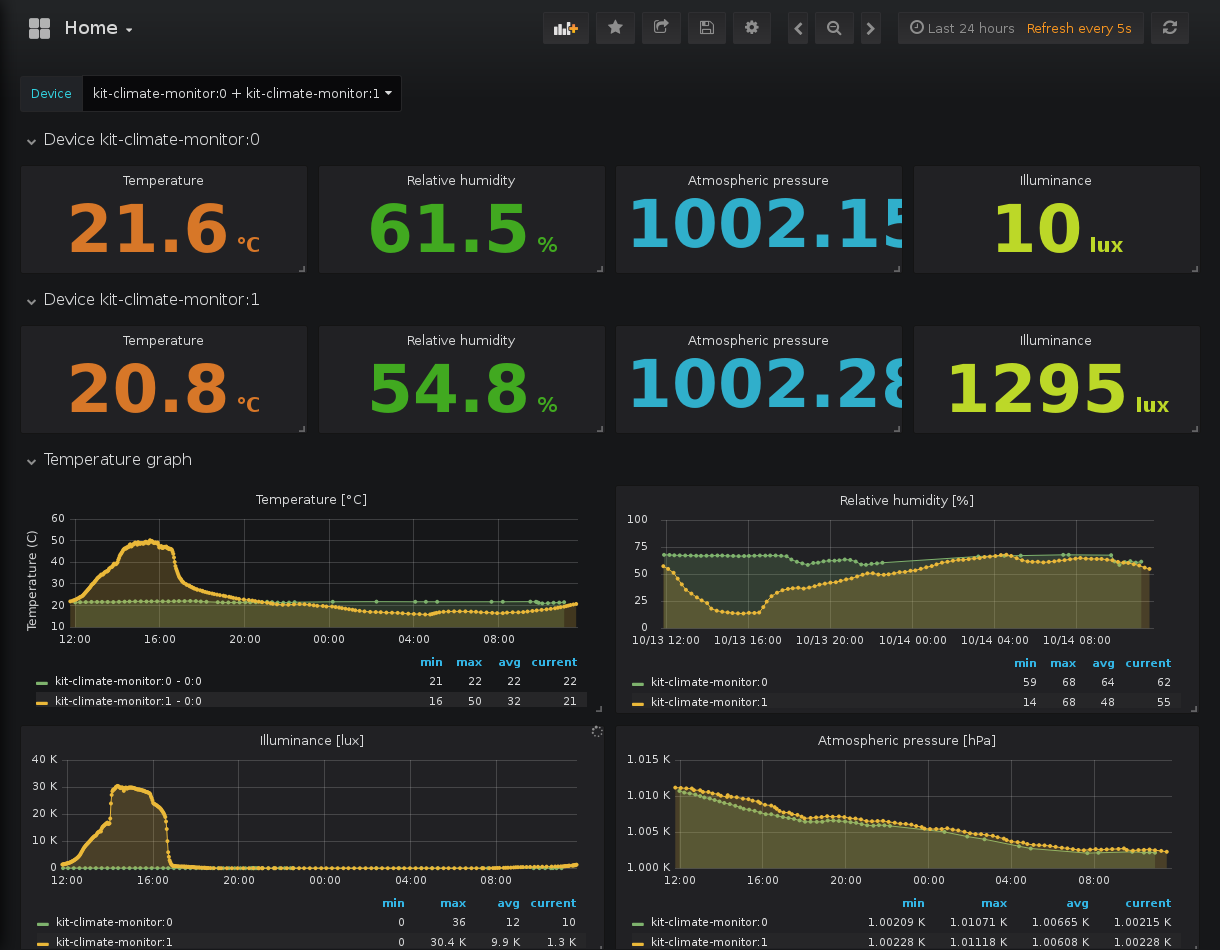 Home
Last 24 hours Refresh every 5s
Device kit-climate-monitor:0 + kit-climate-monitor:1
Device kit-climate-monitor:0
Temperature Relative humidity Atmospheric pressure Illuminance
21.6 °C 61.5 % 1002.15 10 lux
Device kit-climate-monitor:1
Temperature Relative humidity Atmospheric pressure Illuminance
20.8 °C 54.8 % 1002.28 1295 lux
Temperature graph
Temperature [°C]
Temperature (C)
60
50
40
30
20
10
12:00 16:00 20:00 00:00 04:00 08:00
min max avg current
kit-climate-monitor:0 - 0:0 21 22 22 22
kit-climate-monitor:1 - 0:0 16 50 32 21
Relative humidity [%]
100
75
50
25
0
10/13 12:00 10/13 16:00 10/13 20:00 10/14 00:00 10/14 04:00 10/14 08:00
min max avg current
kit-climate-monitor:0 59 68 64 62
kit-climate-monitor:1 14 68 48 55
Illuminance [lux]
40 K
30 K
20 K
10 K
0
12:00 16:00 20:00 00:00 04:00 08:00
min max avg current
kit-climate-monitor:0 0 36 12 10
kit-climate-monitor:1 0 30.4 K 9.9 K 1.3 K
Atmospheric pressure [hPa]
1.015 K
1.010 K
1.005 K
1.000 K
12:00 16:00 20:00 00:00 04:00 08:00
min max avg current
kit-climate-monitor:0 1.00209 K 1.01071 K 1.00665 K 1.00215 K
kit-climate-monitor:1 1.00228 K 1.01118 K 1.00608 K 1.00228 K